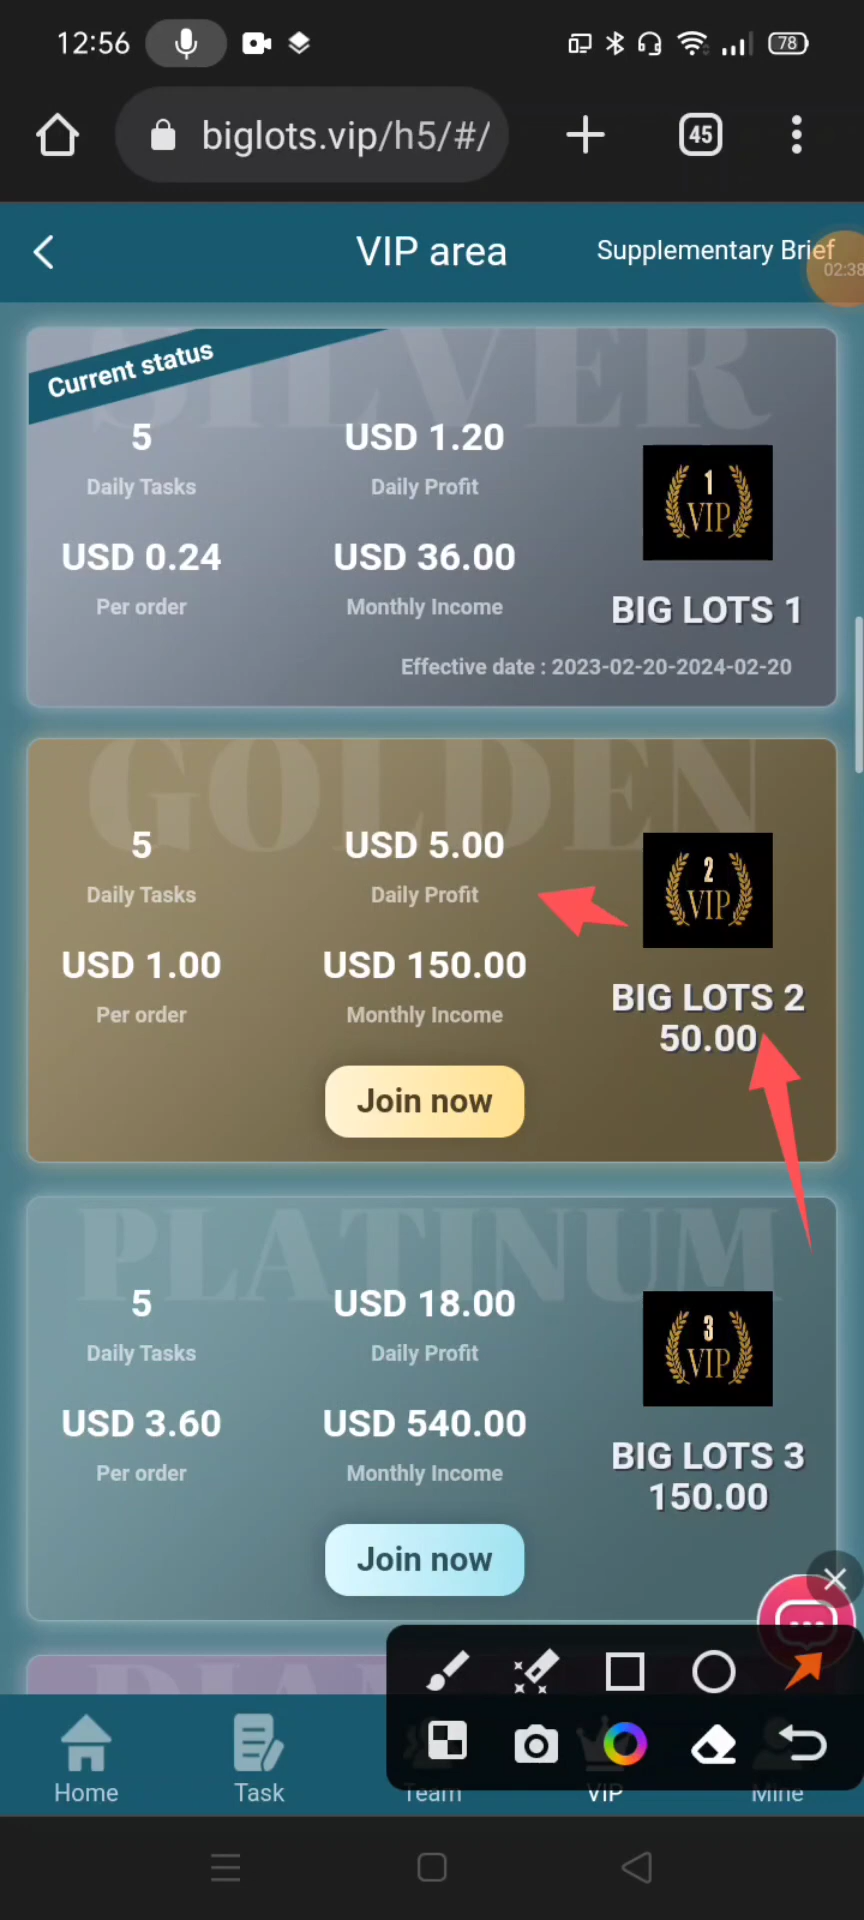 12:56
78
biglots.vip/h5/#/
45
VIP area
Supplementary Brief
02:38
SILVER
Current status
5
USD 1.20
Daily Tasks
Daily Profit
1
VIP
USD 0.24
USD 36.00
Per order
Monthly Income
BIG LOTS 1
Effective date : 2023-02-20-2024-02-20
GOLDEN
5
USD 5.00
Daily Tasks
Daily Profit
2
VIP
USD 1.00
USD 150.00
Per order
Monthly Income
BIG LOTS 2
50.00
Join now
PLATINUM
5
USD 18.00
Daily Tasks
Daily Profit
3
VIP
USD 3.60
USD 540.00
Per order
Monthly Income
BIG LOTS 3
150.00
Join now
Home
Task
Team
VIP
Mine